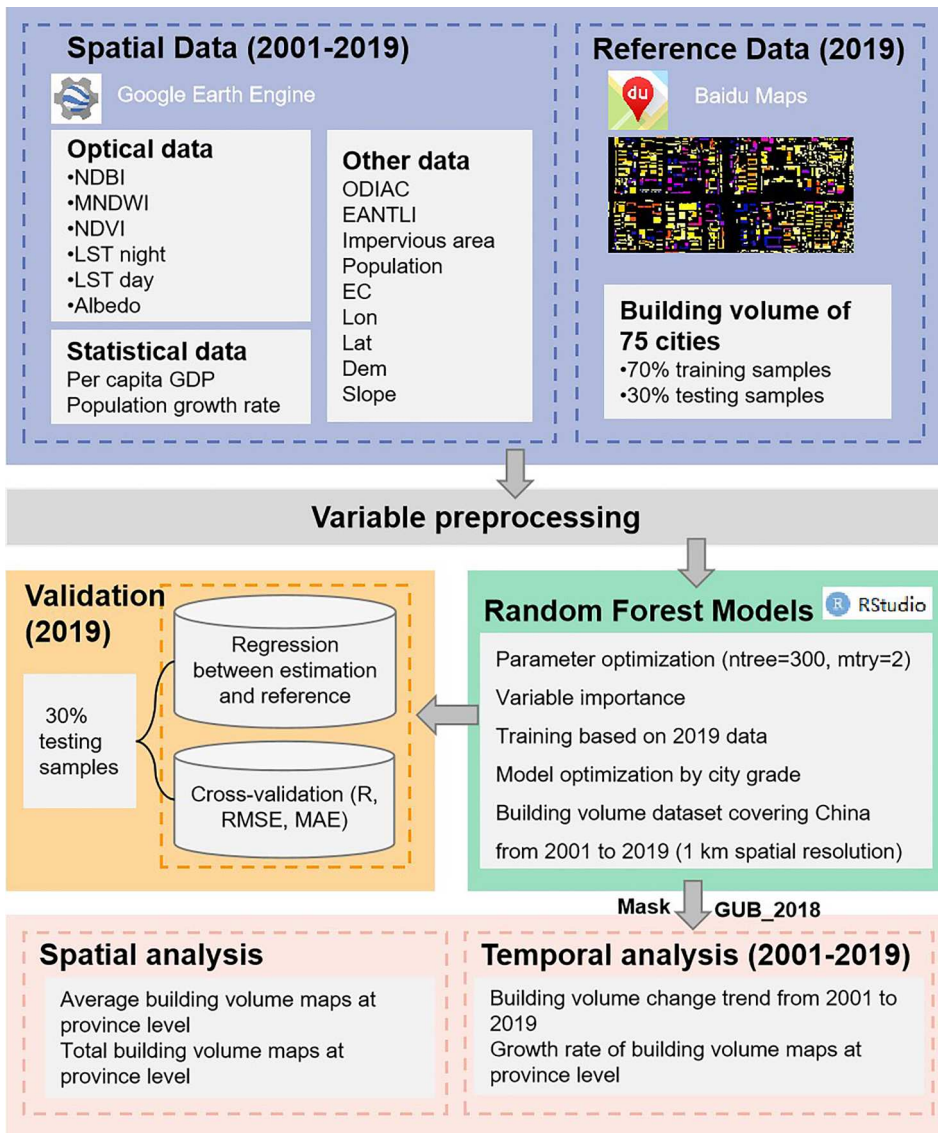 Spatial Data (2001-2019)
Google Earth Engine
Optical data
•NDBI
•MNDWI
•NDVI
•LST night
•LST day
•Albedo
Statistical data
Per capita GDP
Population growth rate
Other data
ODIAC
EANTLI
Impervious area
Population
EC
Lon
Lat
Dem
Slope
Reference Data (2019)
du
Baidu Maps
Building volume of
75 cities
•70% training samples
•30% testing samples
Variable preprocessing
Validation
(2019)
30%
testing
samples
Regression
between estimation
and reference
Cross-validation (R,
RMSE, MAE)
Random Forest Models
R RStudio
Parameter optimization (ntree=300, mtry=2)
Variable importance
Training based on 2019 data
Model optimization by city grade
Building volume dataset covering China
from 2001 to 2019 (1 km spatial resolution)
Mask GUB_2018
Spatial analysis
Average building volume maps at
province level
Total building volume maps at
province level
Temporal analysis (2001-2019)
Building volume change trend from 2001 to
2019
Growth rate of building volume maps at
province level